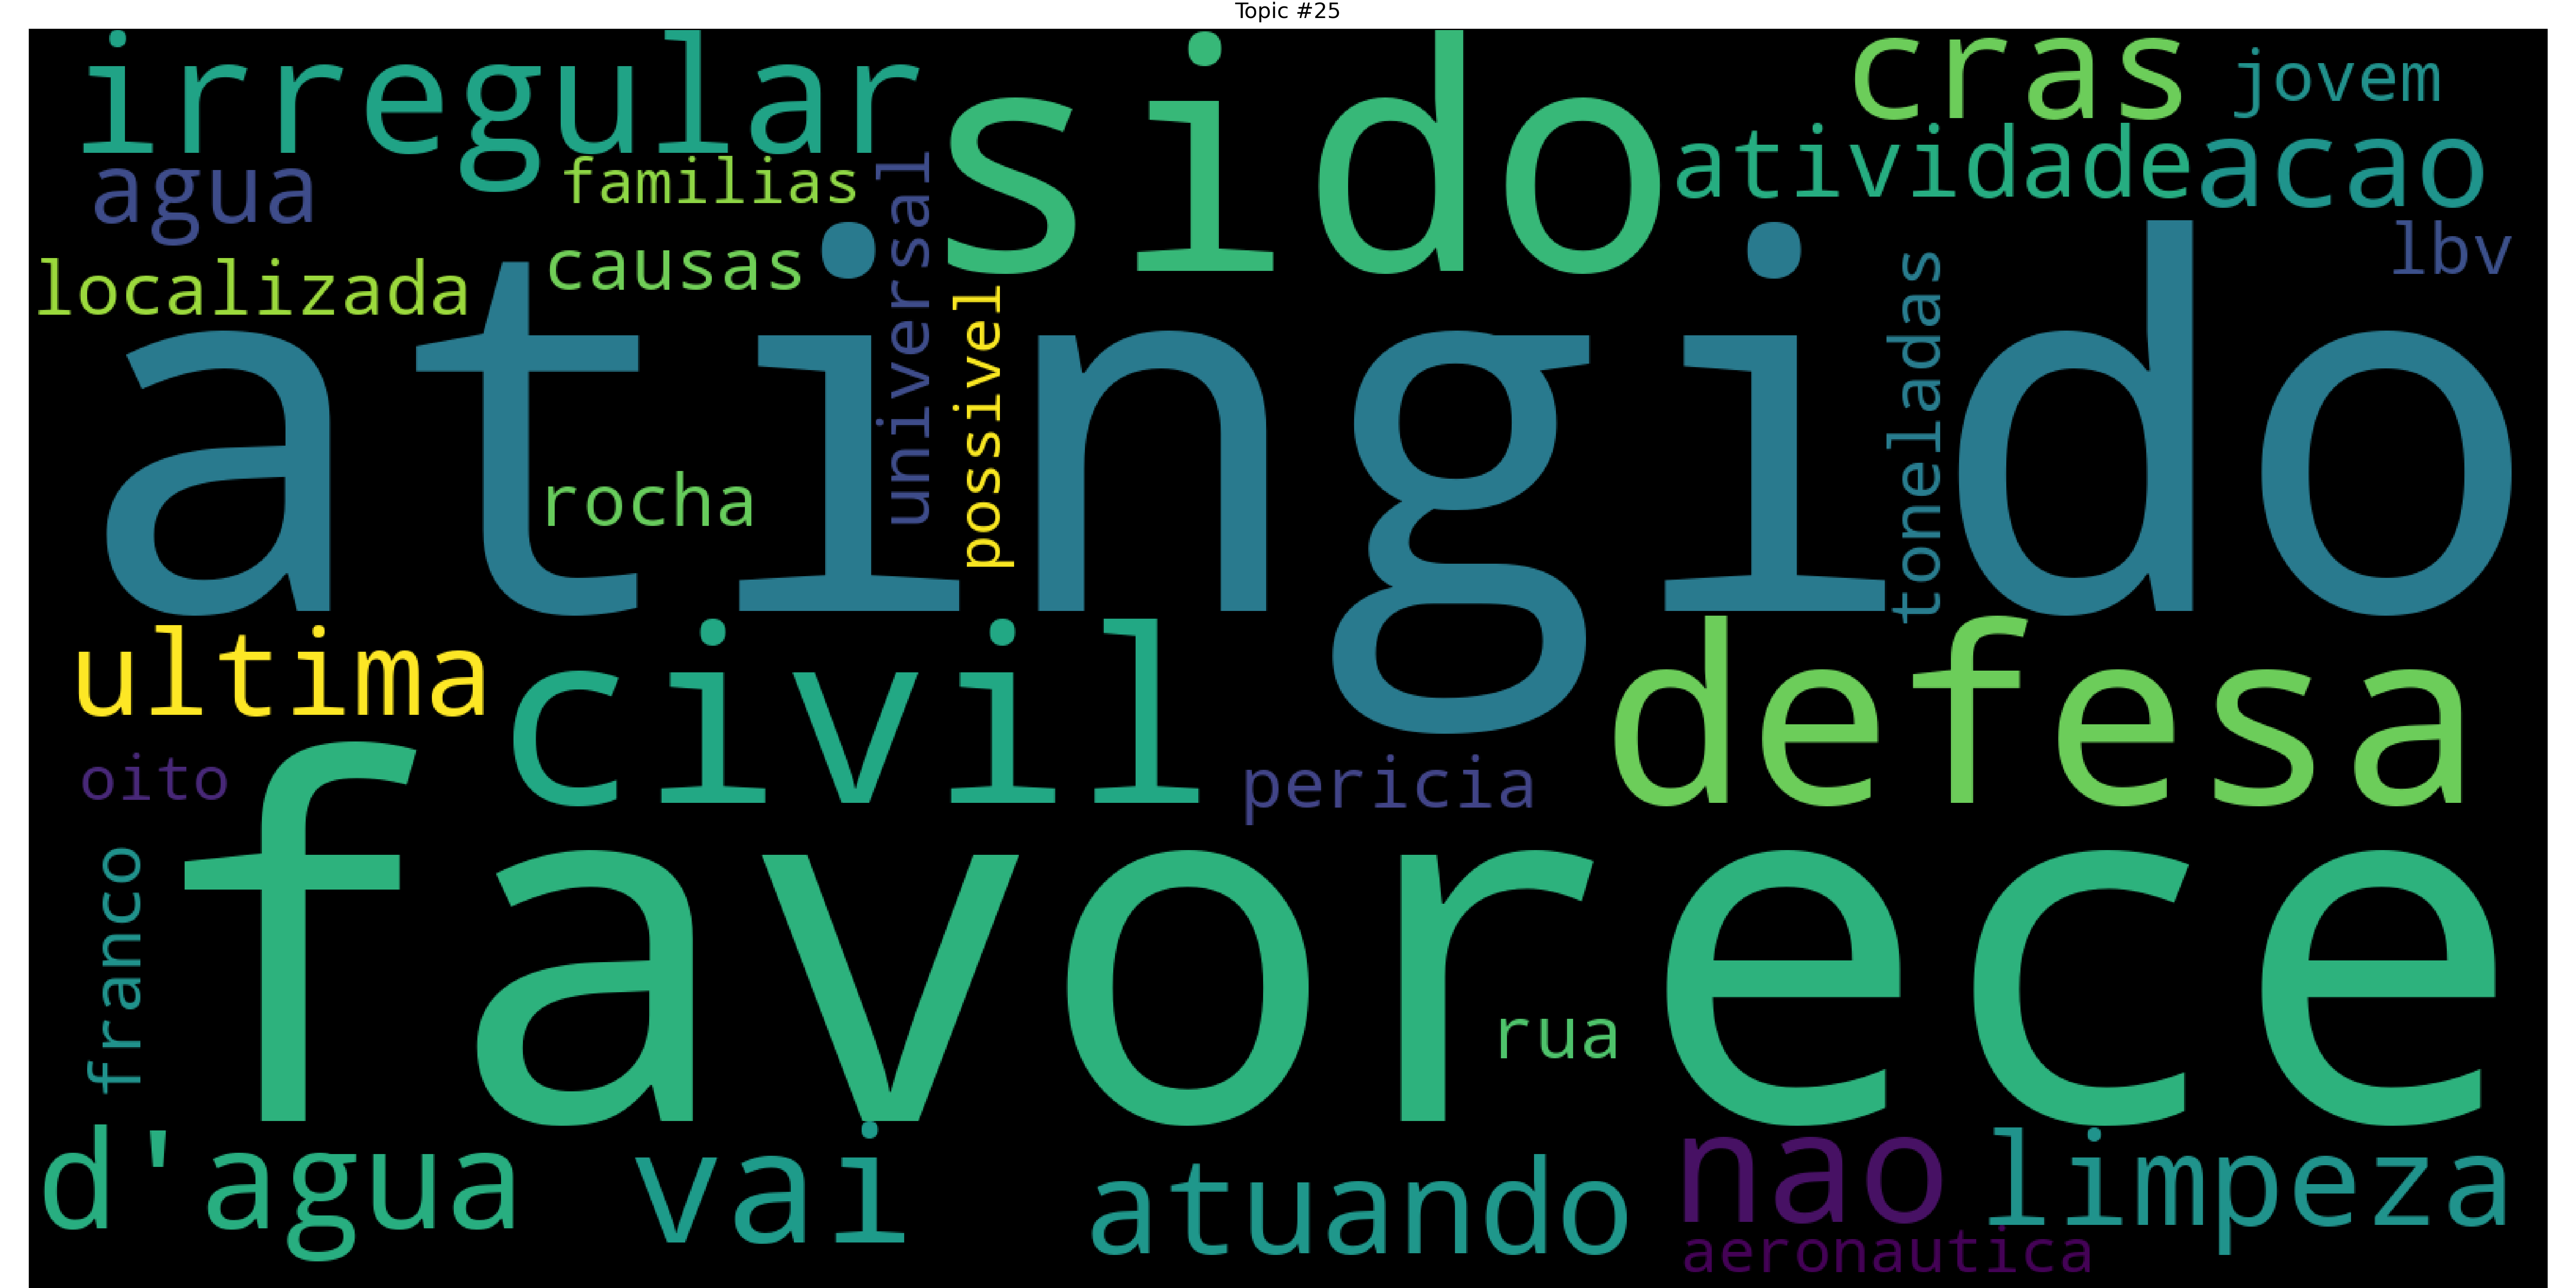 Topic #25
irregular
sido
cras
jovem
atividade
acao
agua
familias
universal
localizada
causas
lbv
possivel
toneladas
atingido
rocha
ultima
civil
defesa
oito
pericia
franco
favorece
rua
d'agua
vai
atuando
nao
limpeza
aeronautica